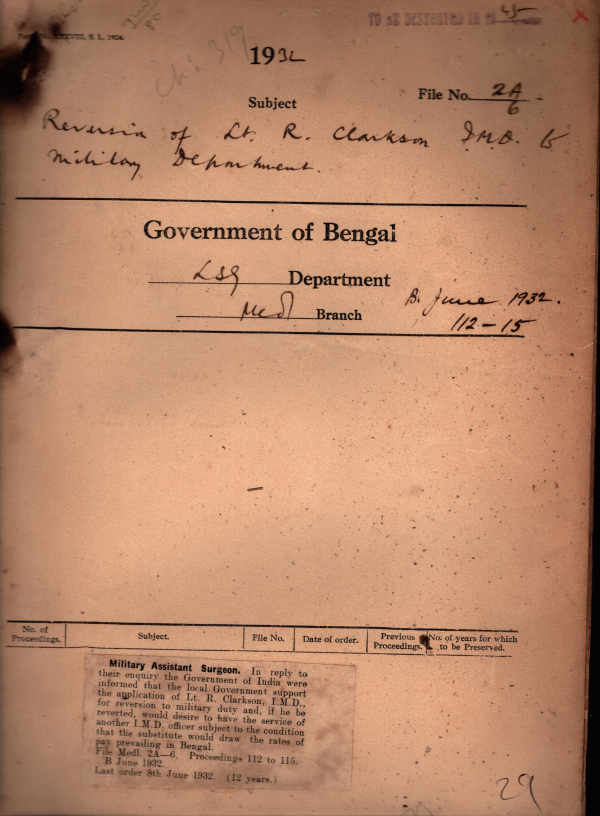 TO BE DESTROYED IN 19 45
XXVIII, S. L., 1924.
Ch: 319
1932
Subject
File No. 2A/6 -
Reversion of Lt. R. Clarkson I.M.D. to
Military Department.
Government of Bengal
LSG Department
Medl Branch
B. June 1932.
112 - 15
No. of Proceedings.
Subject.
File No.
Date of order.
Previous Proceedings.
No. of years for which to be Preserved.
Military Assistant Surgeon. In reply to
their enquiry the Government of India were
informed that the local Government support
the application of Lt. R. Clarkson, I.M.D.,
for reversion to military duty and, if he be
reverted, would desire to have the service of
another I.M.D. officer subject to the condition
that the substitute would draw the rates of
pay prevailing in Bengal.
File Medl. 2A—6. Proceedings 112 to 115.
B June 1932.
Last order 8th June 1932. (12 years.)
29